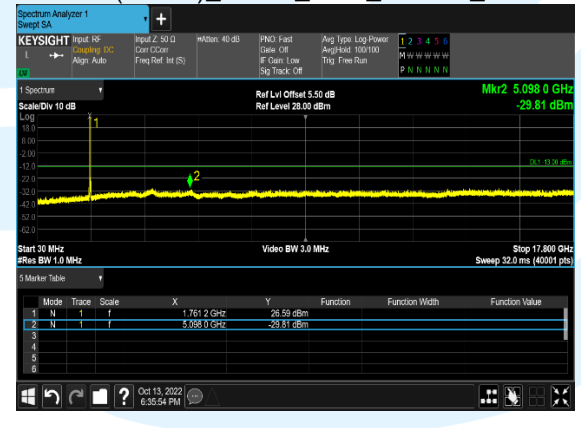 Spectrum Analyzer 1
Swept SA
+
KEYSIGHT Input: RF Input Z: 50 Ω #Atten: 40 dB PNO: Fast Avg Type: Log-Power 1 2 3 4 5 6
L Coupling: DC Corr CCorr Gate: Off Avg|Hold: 100/100 M W W W W W
Align: Auto Freq Ref: Int (S) IF Gain: Low Trig: Free Run
Sig Track: Off P N N N N N
1 Spectrum Ref Lvl Offset 5.50 dB Mkr2 5.098 0 GHz
Scale/Div 10 dB Ref Level 28.00 dBm -29.81 dBm
Log
18.0
1
8.00
-2.00
-12.0
DL1 -13.00 dBm
-22.0
2
-32.0
-42.0
-52.0
-62.0
Start 30 MHz Video BW 3.0 MHz Stop 17.800 GHz
#Res BW 1.0 MHz Sweep 32.0 ms (40001 pts)
5 Marker Table
Mode Trace Scale X Y Function Function Width Function Value
1 N 1 f 1.761 2 GHz 26.59 dBm
2 N 1 f 5.098 0 GHz -29.81 dBm
3
4
5
6
? Oct 13, 2022
6:35:54 PM